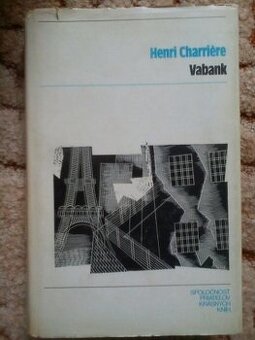 Henri Charrière
Vabank
SPOLOČNOSŤ
PRIATEĽOV
KRÁSNYCH
KNÍH